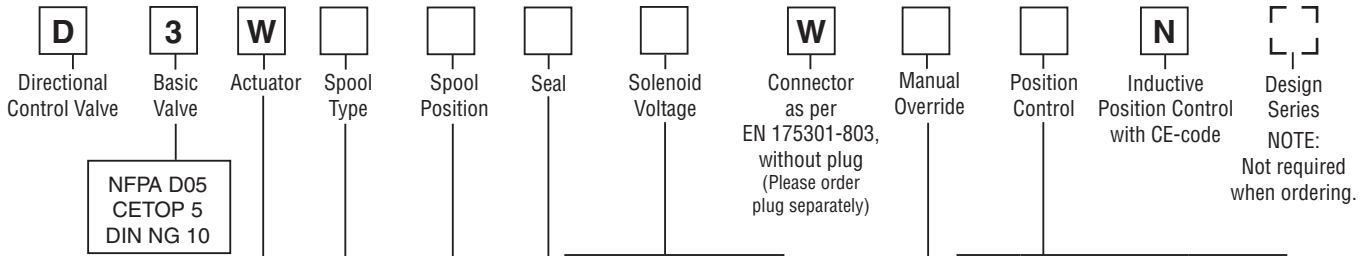 D 3 W W N
Directional
Control Valve
Basic
Valve
Actuator
Spool
Type
Spool
Position
Seal
Solenoid
Voltage
Connector
as per
EN 175301-803,
without plug
(Please order
plug separately)
Manual
Override
Position
Control
Inductive
Position Control
with CE-code
Design
Series
NOTE:
Not required
when ordering.
NFPA D05
CETOP 5
DIN NG 10